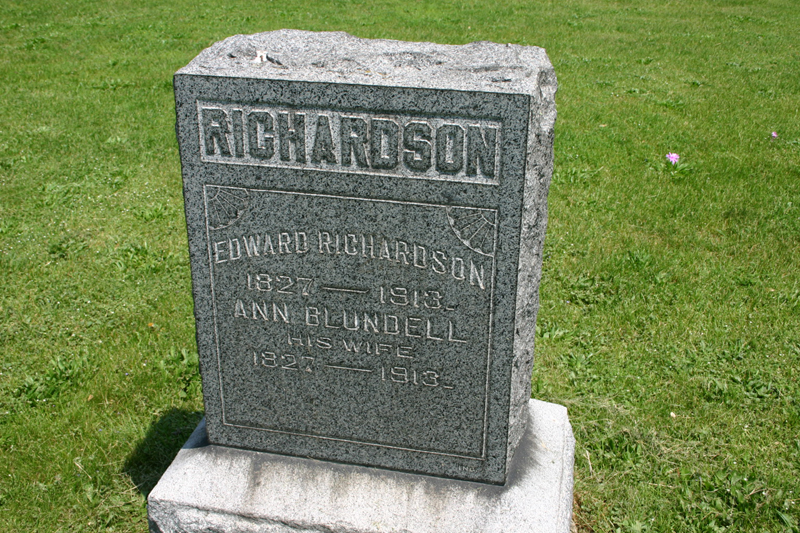 RICHARDSON
EDWARD RICHARDSON
1827 — 1913.
ANN BLUNDELL
HIS WIFE
1827 — 1913.